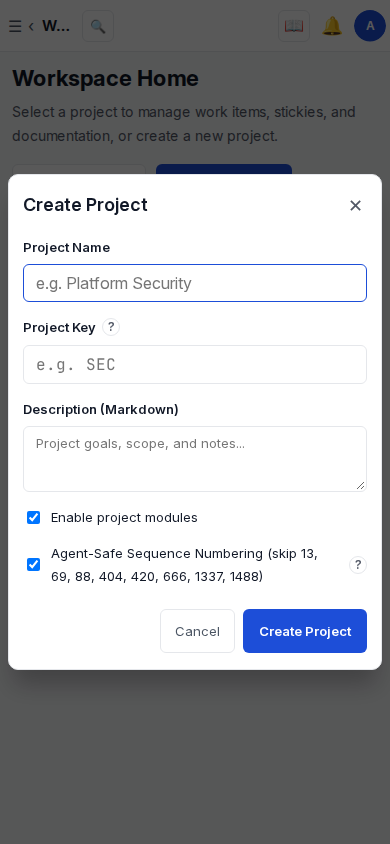 W...
A
Workspace Home
Select a project to manage work items, stickies, and
documentation, or create a new project.
Create Project
Project Name
e.g. Platform Security
Project Key ?
e.g. SEC
Description (Markdown)
Project goals, scope, and notes...
Enable project modules
Agent-Safe Sequence Numbering (skip 13,
69, 88, 404, 420, 666, 1337, 1488)
?
Cancel
Create Project